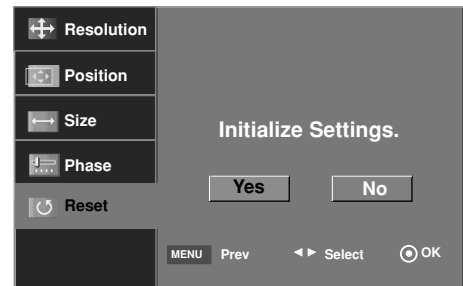 Resolution
Position
Size
Phase
Reset
Initialize Settings.
Yes No
MENU Prev ◄ ► Select OK